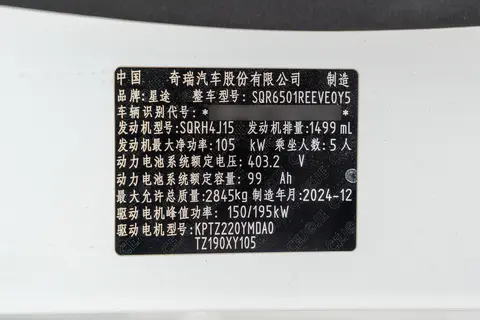 中国 奇瑞汽车股份有限公司 制造
品牌:星途 整车型号:SQR6501REEVE0Y5
车辆识别代号:*
发动机型号:SQRH4J15 发动机排量:1499 mL
发动机最大净功率:105 kW 乘坐人数:5人
动力电池系统额定电压:403.2 V
动力电池系统额定容量:99 Ah
最大允许总质量:2845kg 制造年月:2024-12
驱动电机峰值功率:150/195kW
驱动电机型号:KPTZ220YMDA0
TZ190XY105